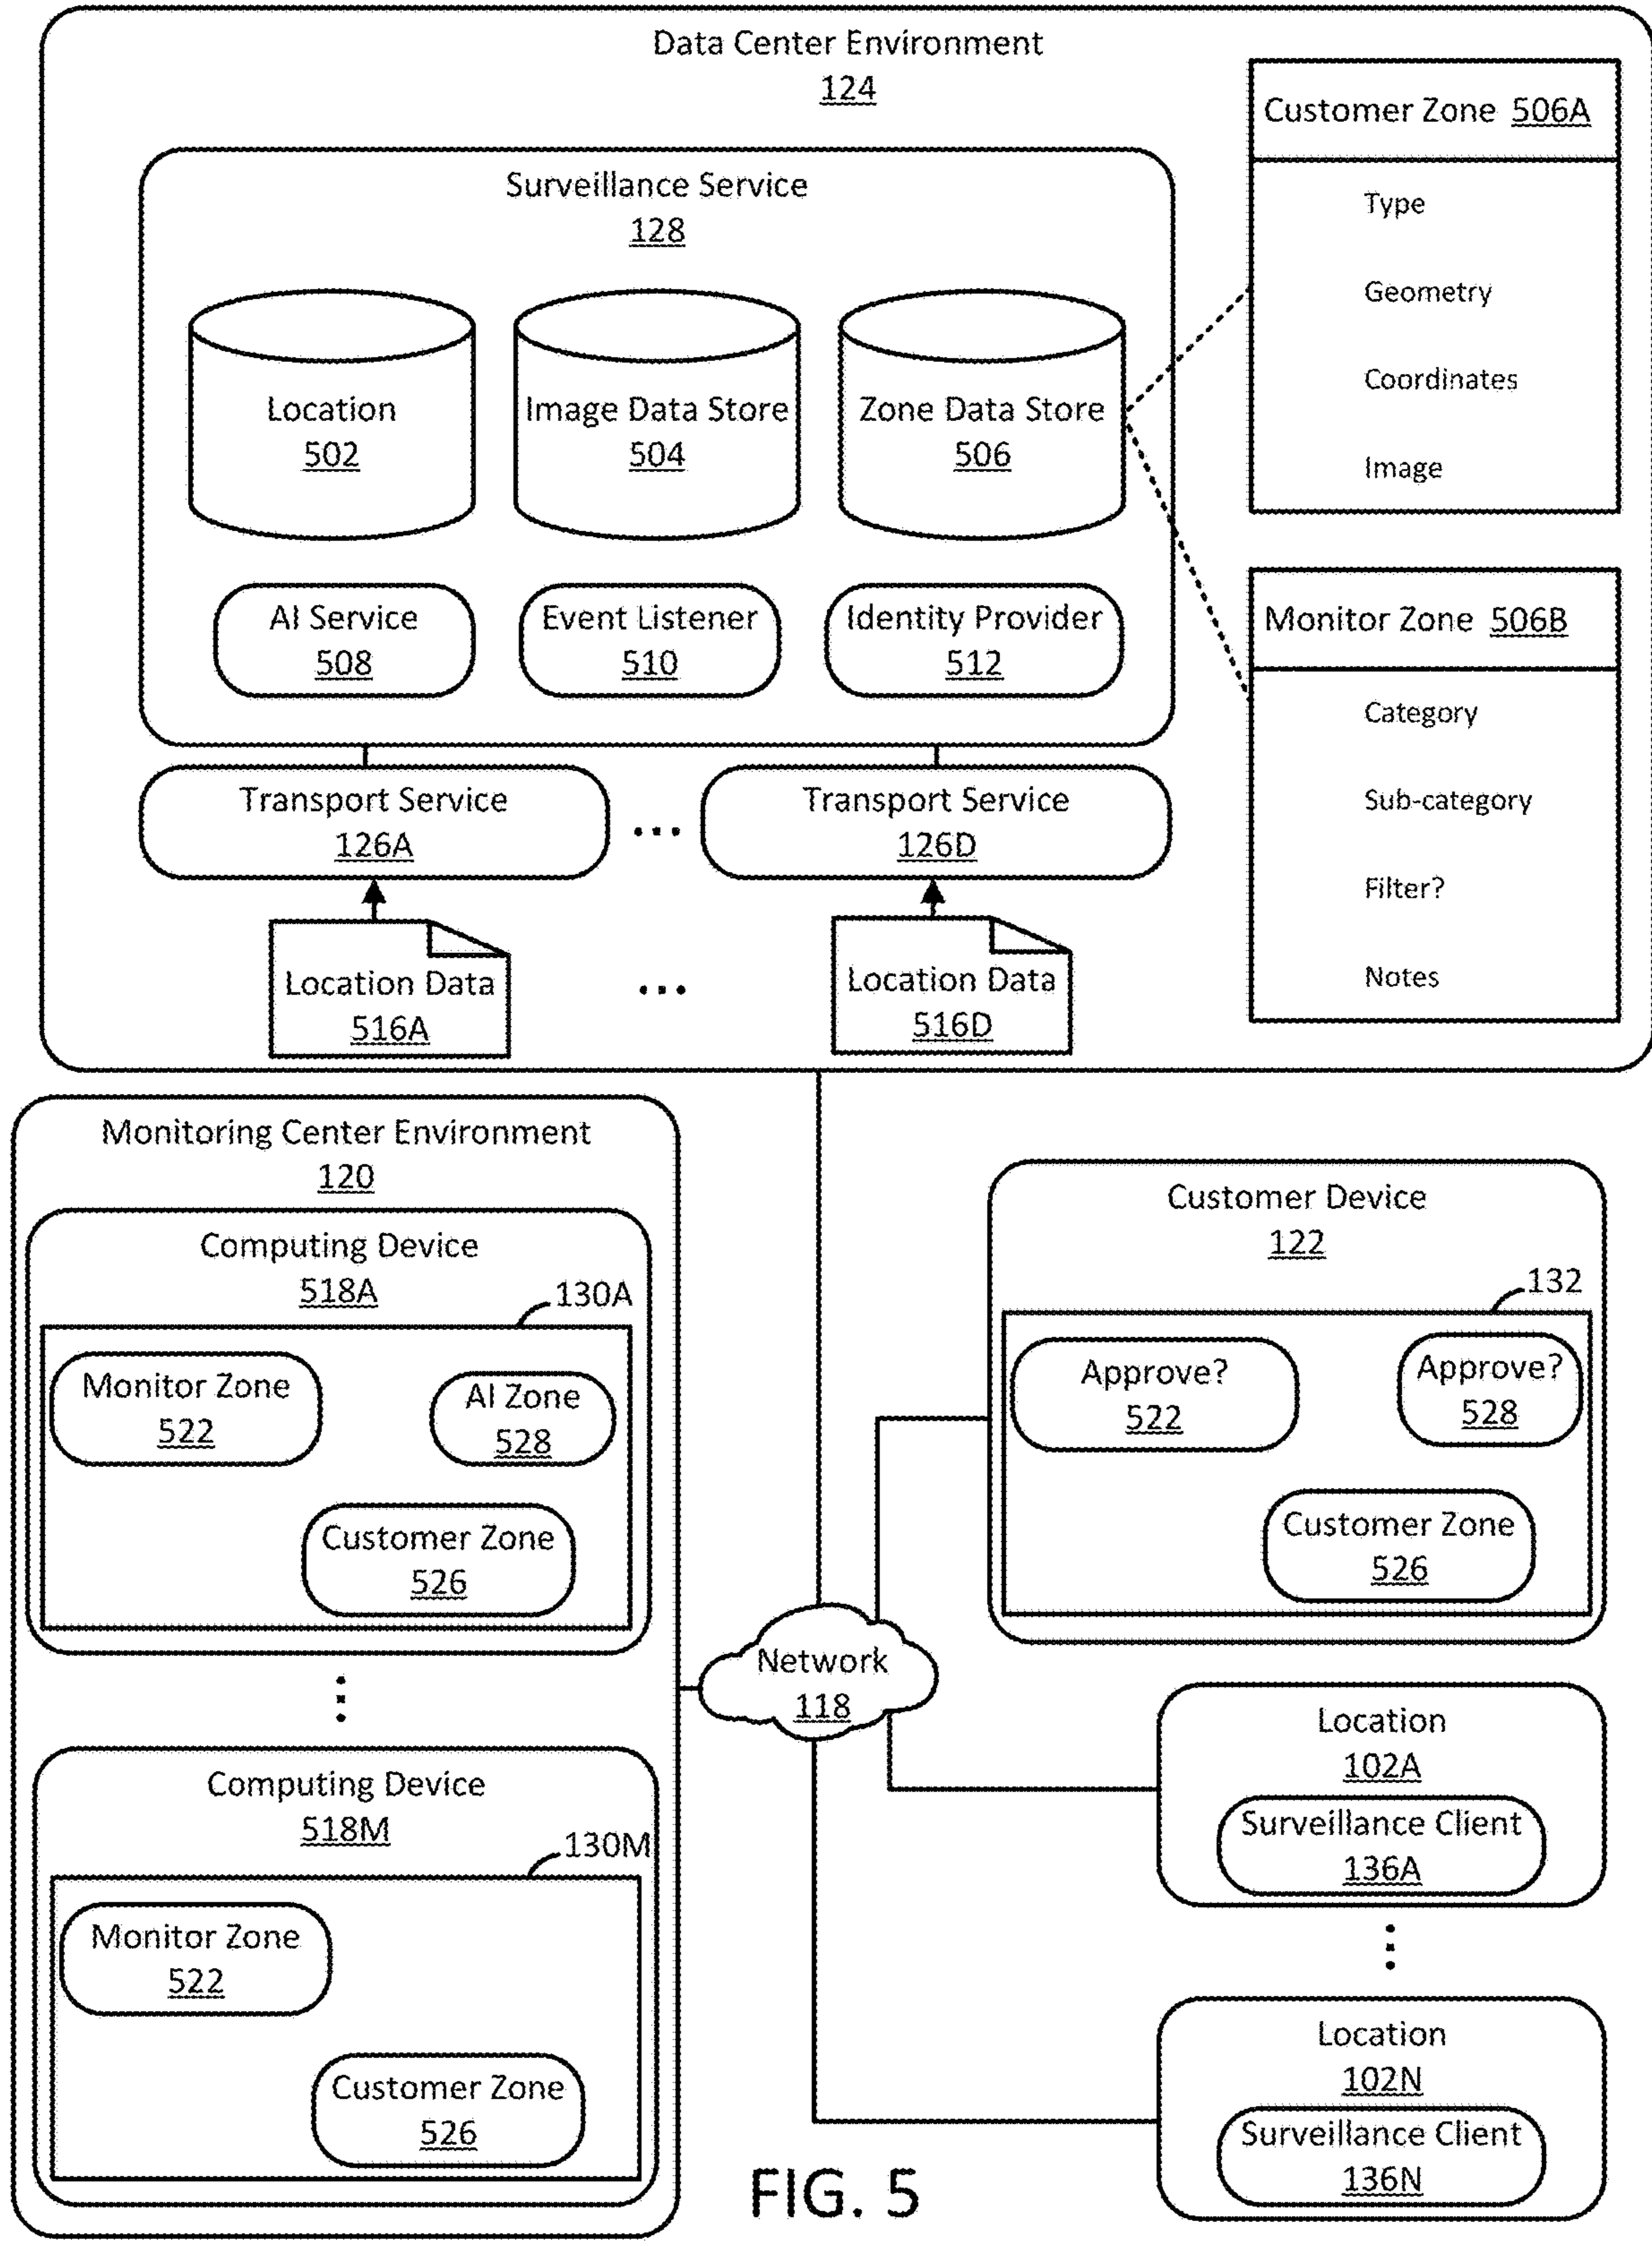 Data Center Environment
124
Surveillance Service
128
Location
502
Image Data Store
504
Zone Data Store
506
AI Service
508
Event Listener
510
Identity Provider
512
Customer Zone 506A
Type
Geometry
Coordinates
Image
Monitor Zone 506B
Category
Sub-category
Filter?
Notes
Transport Service
126A
...
Transport Service
126D
Location Data
516A
...
Location Data
516D
Monitoring Center Environment
120
Computing Device
518A
130A
Monitor Zone
522
AI Zone
528
Customer Zone
526
Computing Device
518M
130M
Monitor Zone
522
Customer Zone
526
Network
118
Customer Device
122
132
Approve?
522
Approve?
528
Customer Zone
526
Location
102A
Surveillance Client
136A
Location
102N
Surveillance Client
136N
FIG. 5